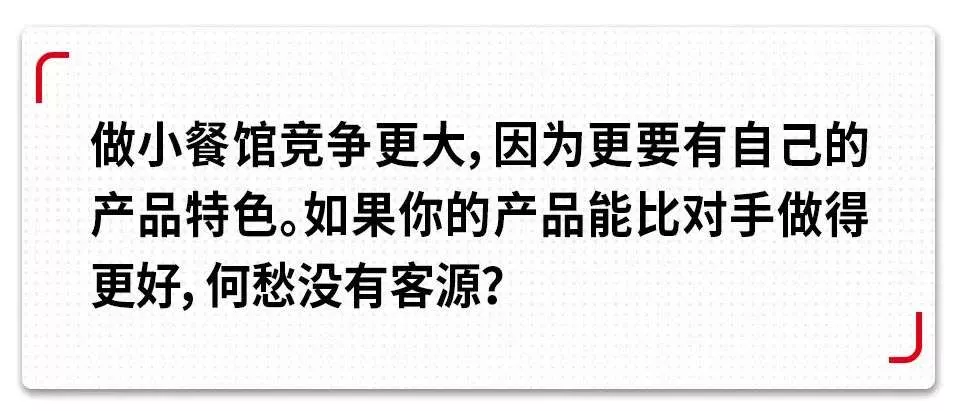 做小餐馆竞争更大，因为更要有自己的
产品特色。如果你的产品能比对手做得
更好，何愁没有客源？